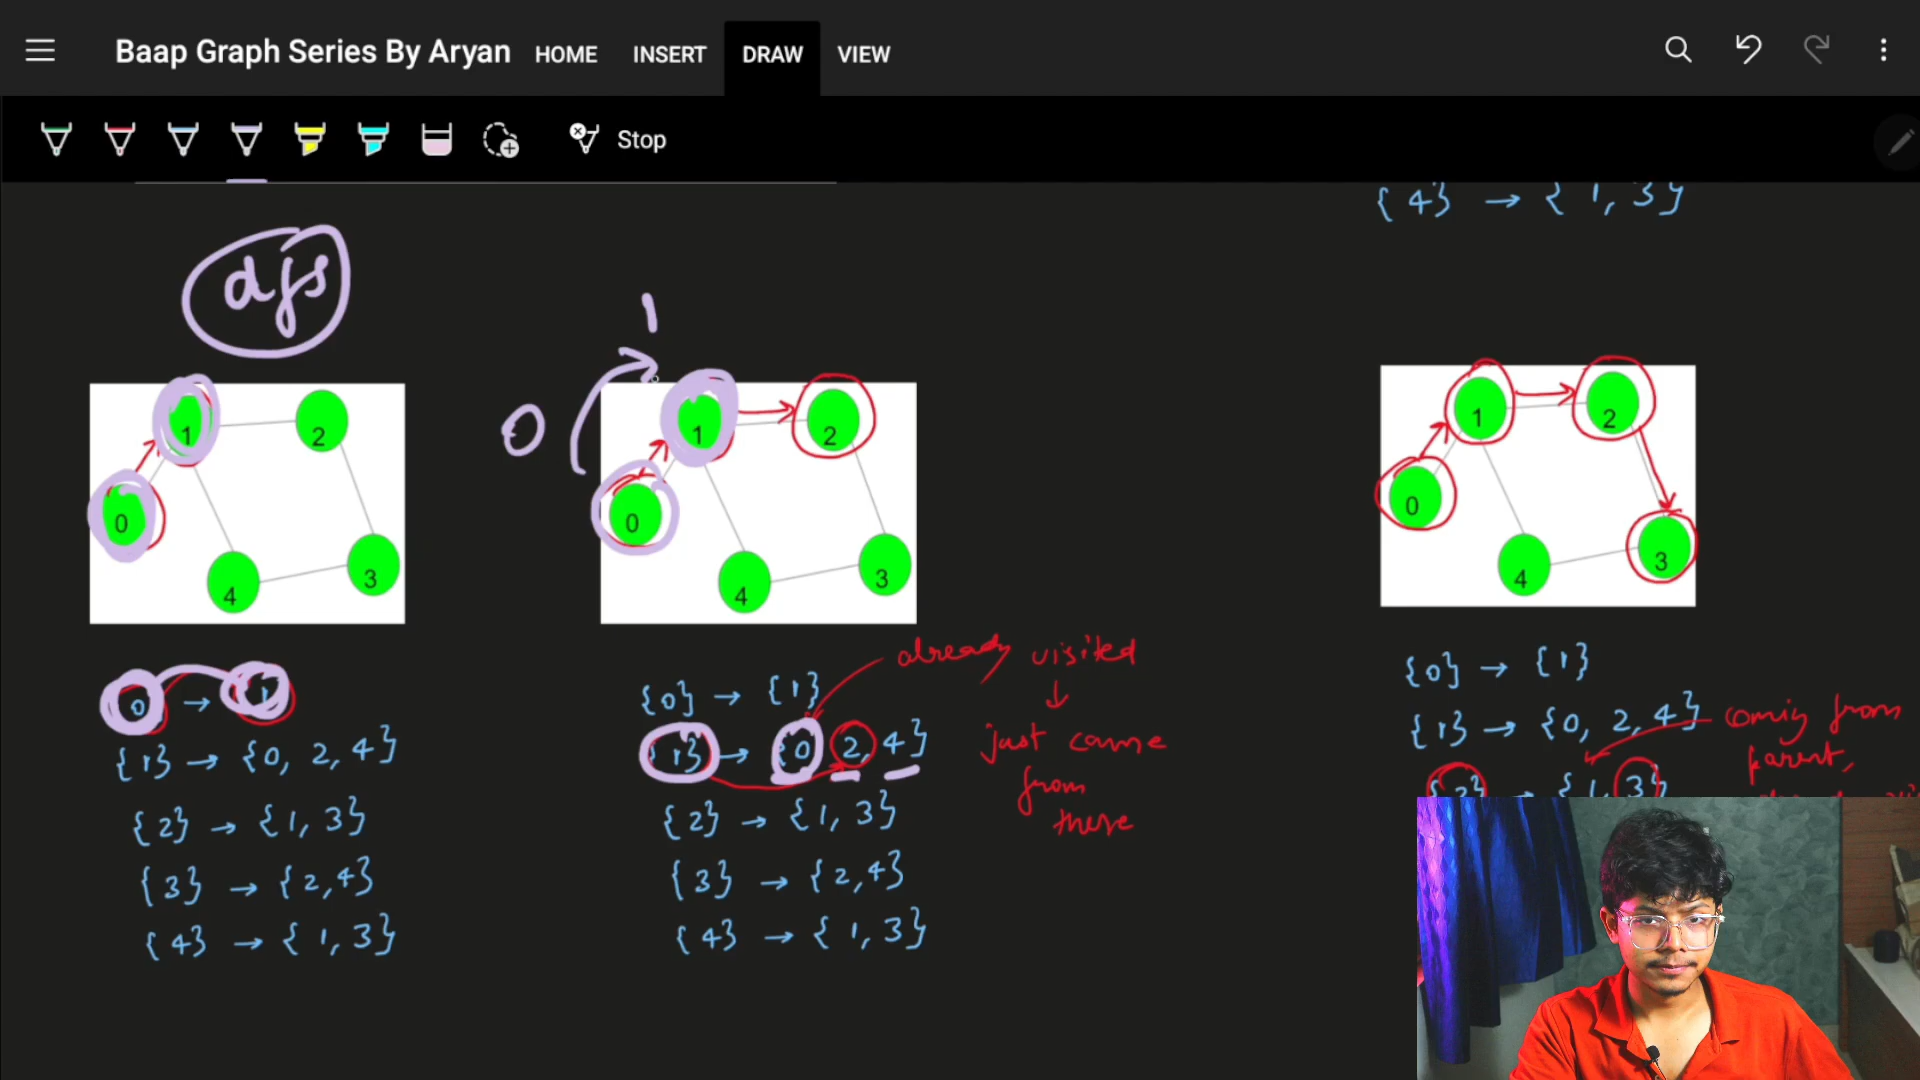 Baap Graph Series By Aryan HOME INSERT DRAW VIEW
Stop
{4} → { 1, 3}
dfs
1
0
1
2
0
4
3
1
2
0
4
3
1
2
0
4
3
0 → 1
{1} → {0, 2, 4}
{2} → {1, 3}
{3} → {2,4}
{4} → { 1, 3}
already visited
↓
just came
from
there
{0} → {1}
{1} → {0, 2, 4}
{2} → {1, 3}
{3} → {2,4}
{4} → { 1, 3}
{0} → {1}
{1} → {0, 2, 4}
coming from
parent,
{2} → {1, 3}